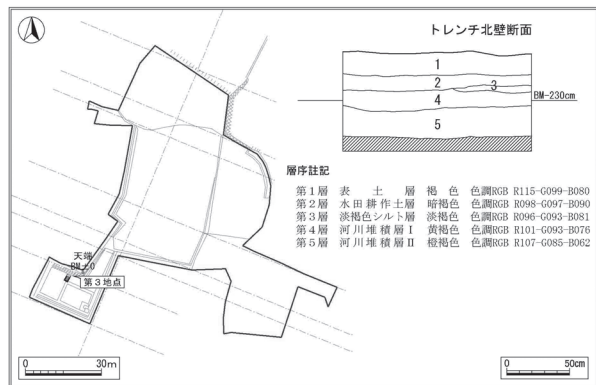 トレンチ北壁断面
1
2
3
4
5
BM-230cm
層序註記
第1層 表土層 褐色 色調RGB R115-G099-B080
第2層 水田耕作土層 暗褐色 色調RGB R098-G097-B090
第3層 淡褐色シルト層 淡褐色 色調RGB R096-G093-B081
第4層 河川堆積層Ⅰ 黄褐色 色調RGB R101-G093-B076
第5層 河川堆積層Ⅱ 橙褐色 色調RGB R107-G085-B062
天端
BM±0
第3地点
0 30m
0 50cm